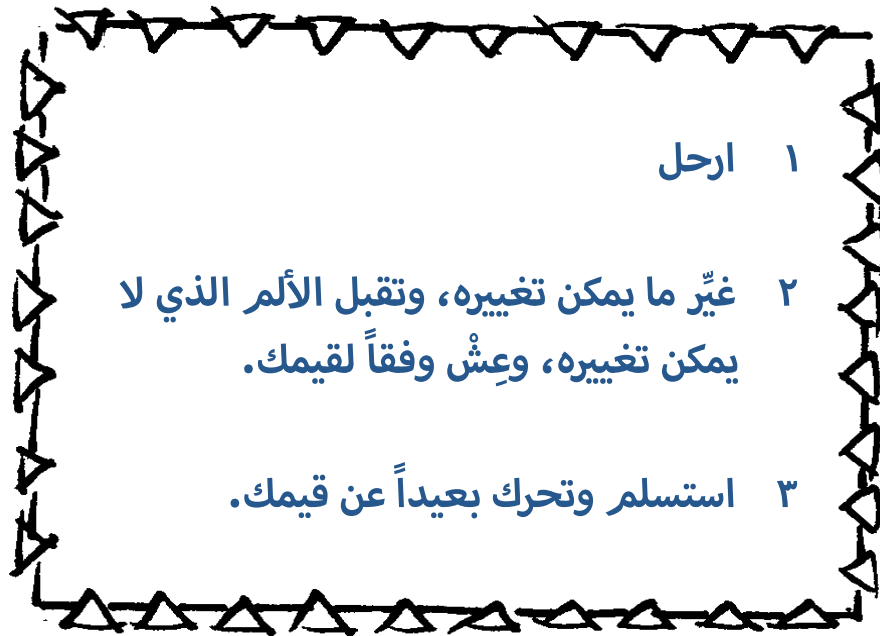 ١ ارحل
٢ غيِّر ما يمكن تغييره، وتقبل الألم الذي لا
يمكن تغييره، وعِشْ وفقاً لقيمك.
٣ استسلم وتحرك بعيداً عن قيمك.